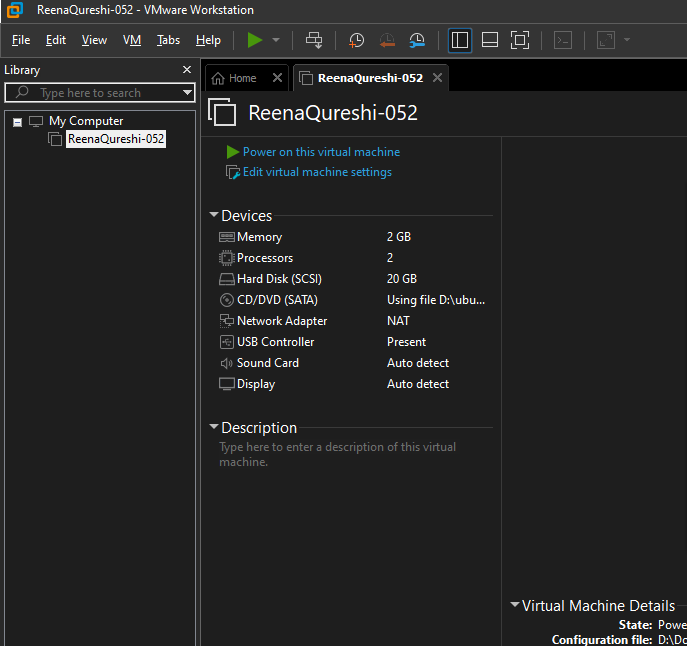 ReenaQureshi-052 - VMware Workstation
File Edit View VM Tabs Help
Library
Type here to search
My Computer
ReenaQureshi-052
Home
ReenaQureshi-052
ReenaQureshi-052
Power on this virtual machine
Edit virtual machine settings
Devices
Memory 2 GB
Processors 2
Hard Disk (SCSI) 20 GB
CD/DVD (SATA) Using file D:\ubu...
Network Adapter NAT
USB Controller Present
Sound Card Auto detect
Display Auto detect
Description
Type here to enter a description of this virtual
machine.
Virtual Machine Details
State: Powe
Configuration file: D:\Do